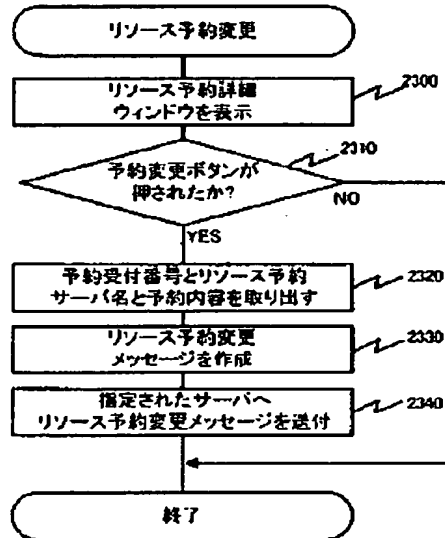 リソース予約変更
リソース予約詳細
ウィンドウを表示
2300
予約変更ボタンが
押されたか?
2310
NO
YES
予約受付番号とリソース予約
サーバ名と予約内容を取り出す
2320
リソース予約変更
メッセージを作成
2330
指定されたサーバへ
リソース予約変更メッセージを送付
2340
終了